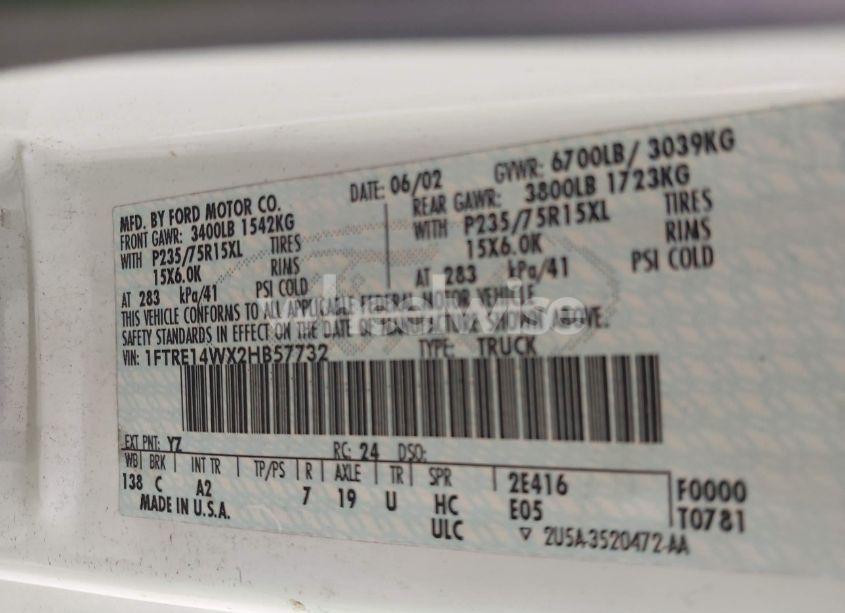 MFD. BY FORD MOTOR CO.
DATE: 06/02 GVWR: 6700LB/ 3039KG
FRONT GAWR: 3400LB 1542KG REAR GAWR: 3800LB 1723KG
WITH P235/75R15XL TIRES WITH P235/75R15XL TIRES
15X6.0K RIMS 15X6.0K RIMS
AT 283 kPa/41 PSI COLD AT 283 kPa/41 PSI COLD
THIS VEHICLE CONFORMS TO ALL APPLICABLE FEDERAL MOTOR VEHICLE
SAFETY STANDARDS IN EFFECT ON THE DATE OF MANUFACTURE SHOWN ABOVE.
VIN: 1FTRE14WX2HB57732 TYPE: TRUCK
EXT PNT: YZ RC: 24 DSO:
WB BRK INT TR TP/PS R AXLE TR SPR 2E416 F0000
138 C A2 7 19 U HC E05 T0781
MADE IN U.S.A. ULC ▽ 2U5A-3520472-AA